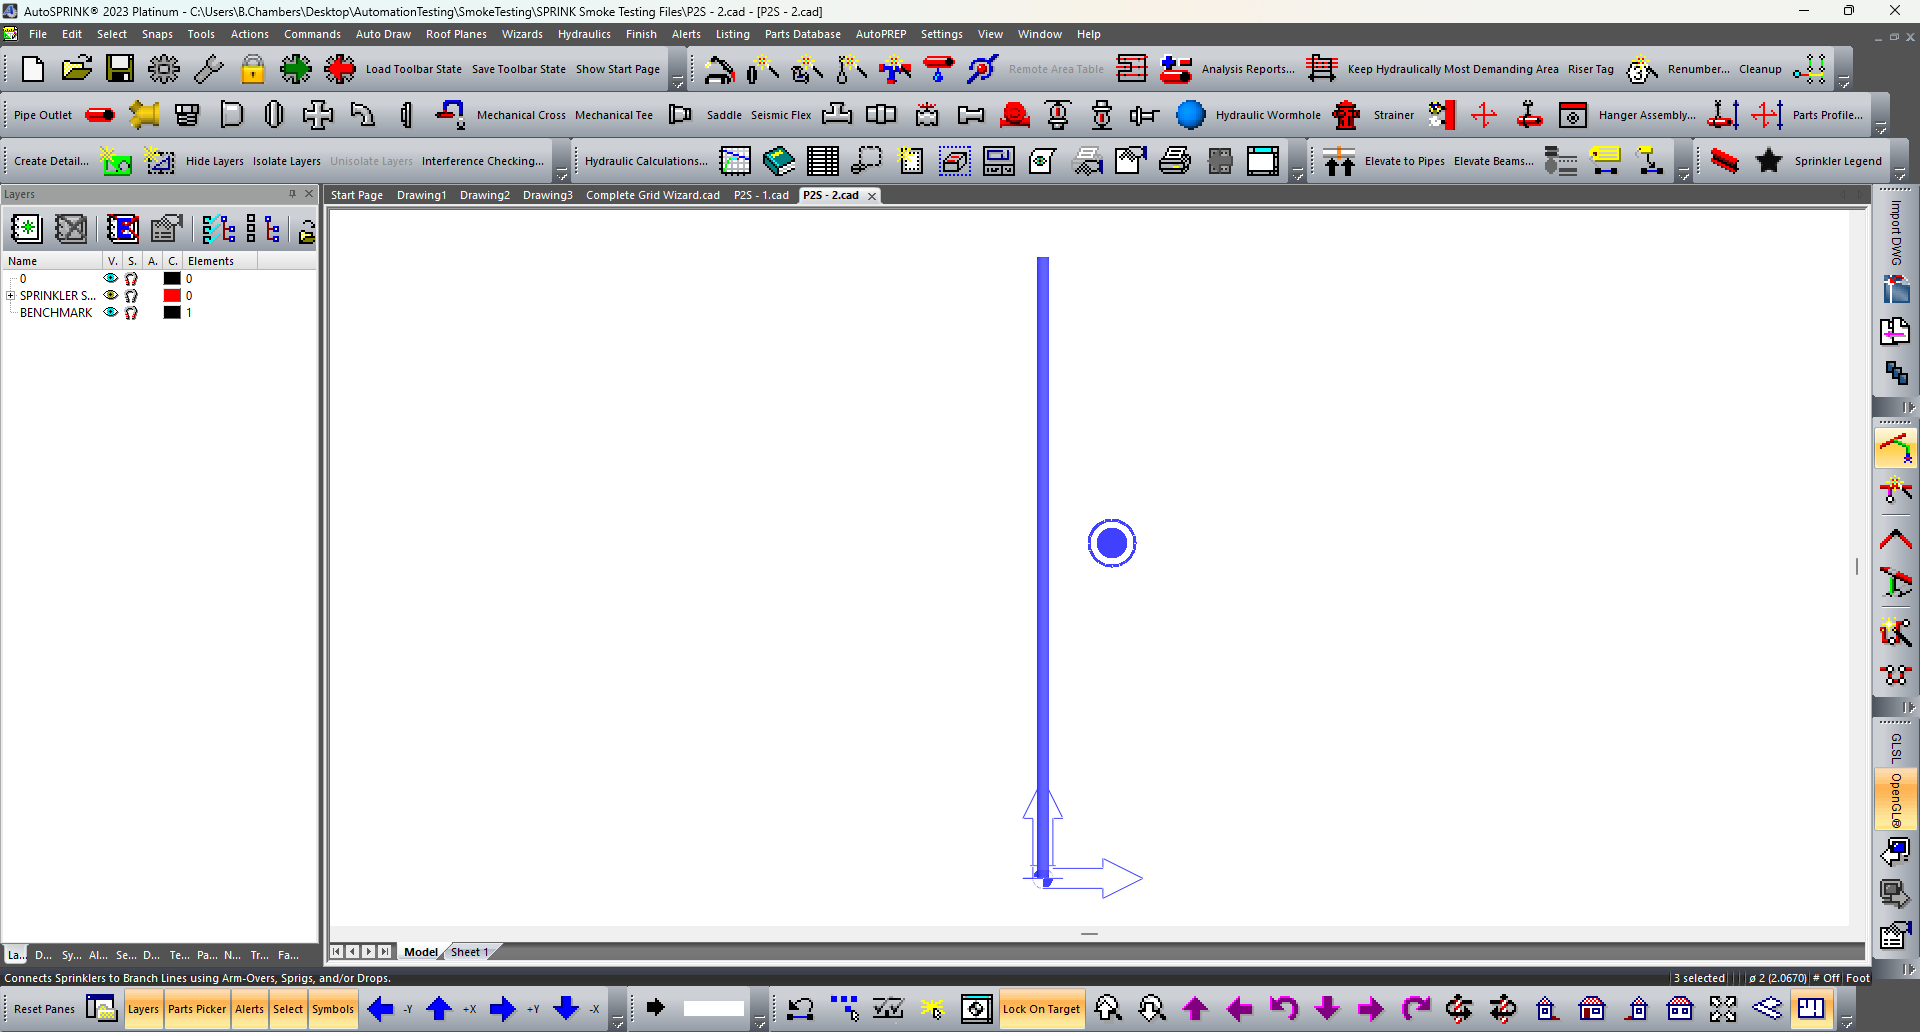 AutoSPRINK® 2023 Platinum - C:\Users\B.Chambers\Desktop\AutomationTesting\SmokeTesting\SPRINK Smoke Testing Files\P2S - 2.cad - [P2S - 2.cad]
File Edit Select Snaps Tools Actions Commands Auto Draw Roof Planes Wizards Hydraulics Finish Alerts Listing Parts Database AutoPREP Settings View Window Help
Load Toolbar State Save Toolbar State Show Start Page Remote Area Table Analysis Reports... Keep Hydraulically Most Demanding Area Riser Tag Renumber... Cleanup
Pipe Outlet Mechanical Cross Mechanical Tee Saddle Seismic Flex Hydraulic Wormhole Strainer Hanger Assembly... Parts Profile...
Create Detail... Hide Layers Isolate Layers Unisolate Layers Interference Checking... Hydraulic Calculations... Elevate to Pipes Elevate Beams... Sprinkler Legend
Layers
Start Page Drawing1 Drawing2 Drawing3 Complete Grid Wizard.cad P2S - 1.cad P2S - 2.cad
Import DWG
Name V. S. A. C. Elements
0 0
SPRINKLER S... 0
BENCHMARK 1
GLSL
OpenGL®
La... D... Sy... Al... Se... D... Te... Pa... N... Tr... Fa...
Model Sheet 1
Connects Sprinklers to Branch Lines using Arm-Overs, Sprigs, and/or Drops.
3 selected ø 2 (2.0670) # Off Foot
Reset Panes Layers Parts Picker Alerts Select Symbols -Y +X +Y -X Lock On Target